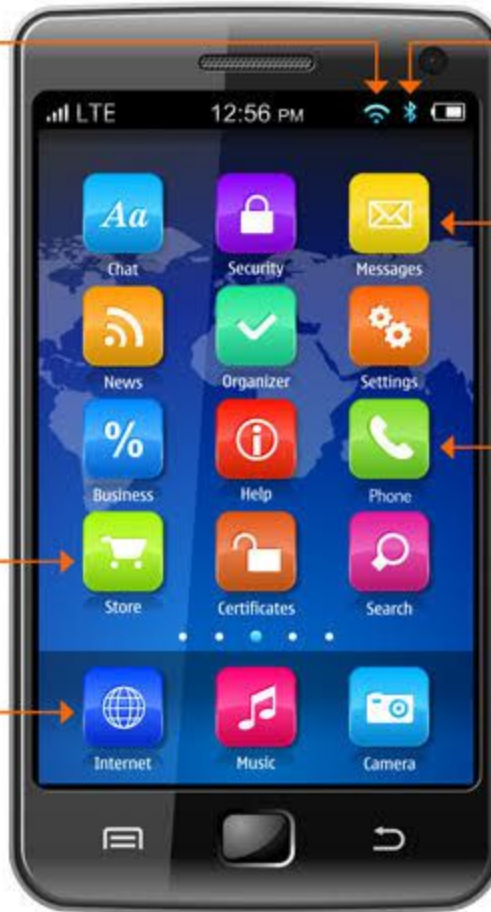 LTE 12:56 PM
Aa
Chat Security Messages
News Organizer Settings
%
Business Help Phone
Store Certificates Search
Internet Music Camera